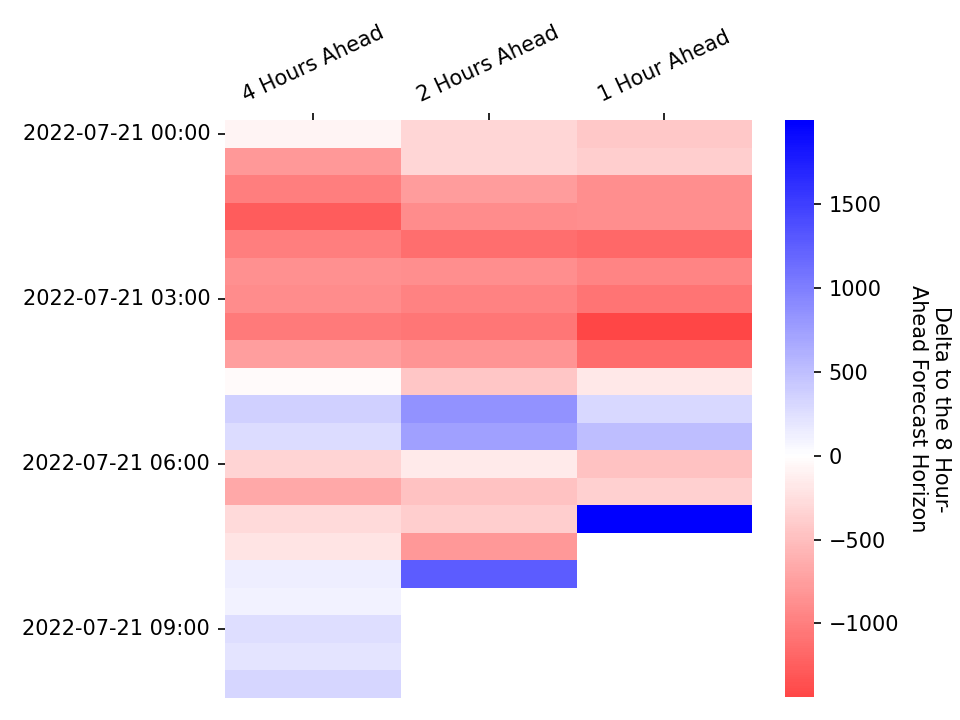 4 Hours Ahead
2 Hours Ahead
1 Hour Ahead
2022-07-21 00:00
2022-07-21 03:00
2022-07-21 06:00
2022-07-21 09:00
1500
1000
500
0
−500
−1000
Delta to the 8 Hour-
Ahead Forecast Horizon